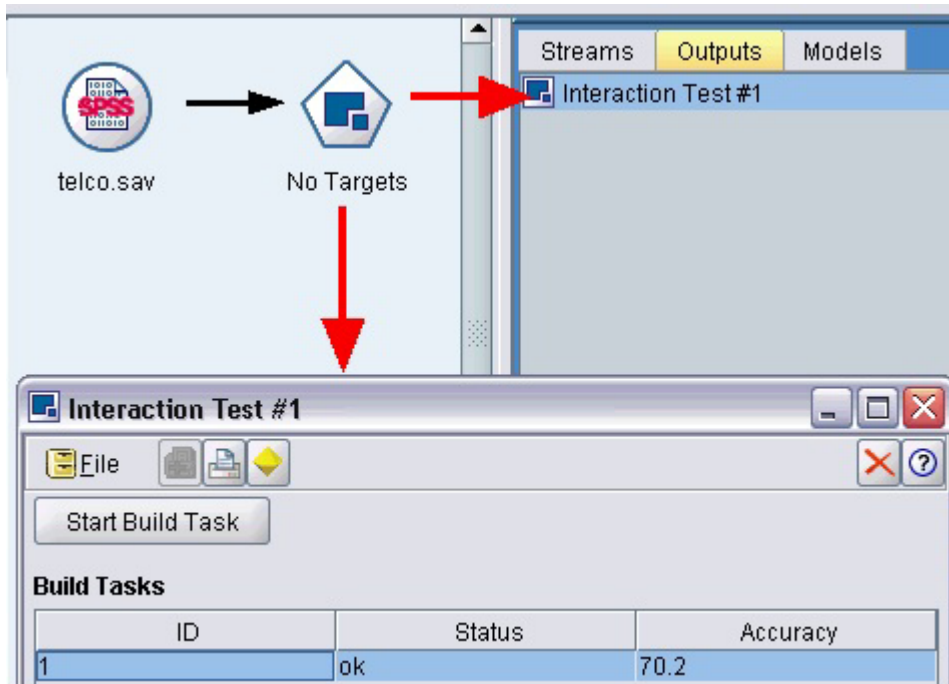 Streams Outputs Models
Interaction Test #1
SPSS
telco.sav
No Targets
Interaction Test #1
File
Start Build Task
Build Tasks
ID Status Accuracy
1 ok 70.2